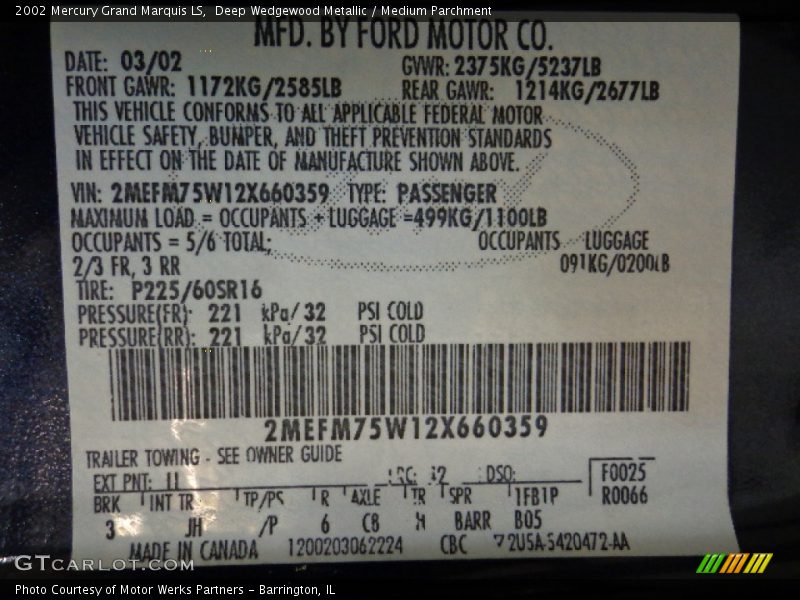 2002 Mercury Grand Marquis LS, Deep Wedgewood Metallic / Medium Parchment
MFD. BY FORD MOTOR CO.
DATE: 03/02 GVWR: 2375KG/5237LB
FRONT GAWR: 1172KG/2585LB REAR GAWR: 1214KG/2677LB
THIS VEHICLE CONFORMS TO ALL APPLICABLE FEDERAL MOTOR
VEHICLE SAFETY, BUMPER, AND THEFT PREVENTION STANDARDS
IN EFFECT ON THE DATE OF MANUFACTURE SHOWN ABOVE.
VIN: 2MEFM75W12X660359 TYPE: PASSENGER
MAXIMUM LOAD = OCCUPANTS + LUGGAGE =499KG/1100LB
OCCUPANTS = 5/6 TOTAL; OCCUPANTS LUGGAGE
2/3 FR, 3 RR 091KG/0200LB
TIRE: P225/60SR16
PRESSURE(FR): 221 kPa/ 32 PSI COLD
PRESSURE(RR): 221 kPa/ 32 PSI COLD
2MEFM75W12X660359
TRAILER TOWING - SEE OWNER GUIDE
EXT PNT: DSO: F0025
BRK INT TR TP/PS R AXLE TR SPR 1FB1P R0066
3 JH /P 6 C8 BARR B05
MADE IN CANADA 1200203062224 CBC 2U5A-5420472-AA
GTCARLOT.COM
Photo Courtesy of Motor Werks Partners - Barrington, IL